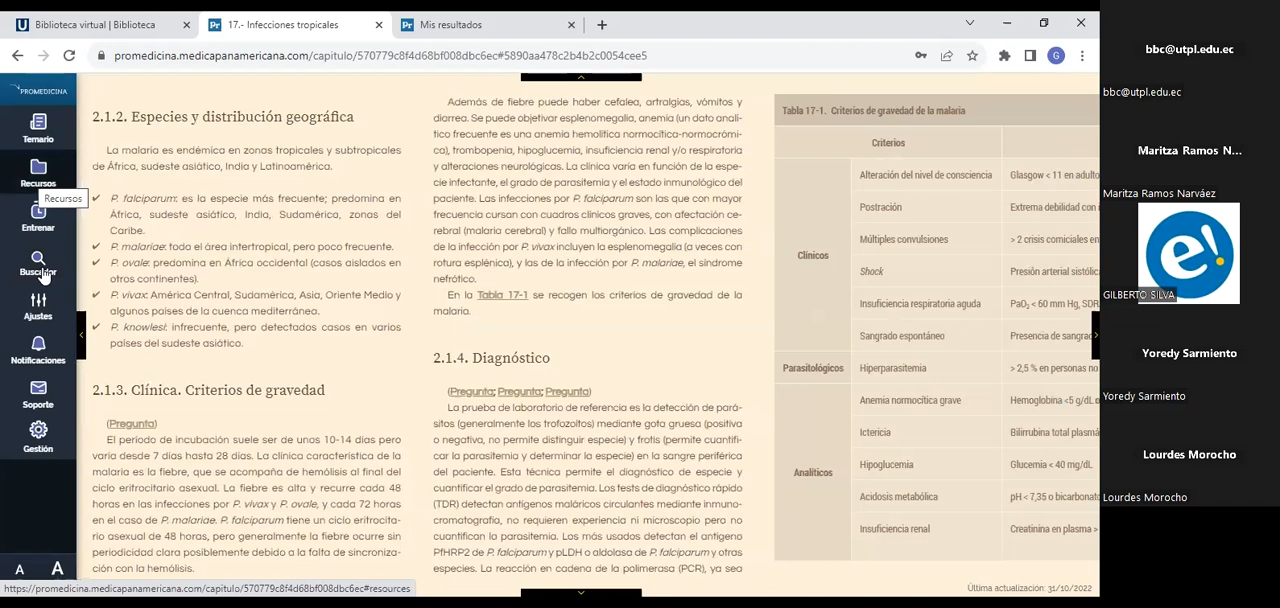 Biblioteca virtual | Biblioteca
17.- Infecciones tropicales
Mis resultados
promedicina.medicapanamericana.com/capitulo/570779c8f4d68bf008dbc6ec#5890aa478c2b4b2c0054cee5
G
PROMEDICINA
Temario
Recursos
Recursos
Entrenar
Buscador
Ajustes
Notificaciones
Soporte
Gestión
A A
2.1.2. Especies y distribución geográfica
La malaria es endémica en zonas tropicales y subtropicales
de África, sudeste asiático, India y Latinoamérica.
✓ P. falciparum: es la especie más frecuente; predomina en
África, sudeste asiático, India, Sudamérica, zonas del
Caribe.
✓ P. malariae: toda el área intertropical, pero poco frecuente.
✓ P. ovale: predomina en África occidental (casos aislados en
otros continentes).
✓ P. vivax: América Central, Sudamérica, Asia, Oriente Medio y
algunos países de la cuenca mediterránea.
✓ P. knowlesi: infrecuente, pero detectados casos en varios
países del sudeste asiático.
2.1.3. Clínica. Criterios de gravedad
(Pregunta)
El periodo de incubación suele ser de unos 10-14 días pero
varía desde 7 días hasta 28 días. La clínica característica de la
malaria es la fiebre, que se acompaña de hemólisis al final del
ciclo eritrocitario asexual. La fiebre es alta y recurre cada 48
horas en las infecciones por P. vivax y P. ovale, y cada 72 horas
en el caso de P. malariae. P. falciparum tiene un ciclo eritrocita-
rio asexual de 48 horas, pero generalmente la fiebre ocurre sin
periodicidad clara posiblemente debido a la falta de sincroniza-
ción con la hemólisis.
Además de fiebre puede haber cefalea, artralgias, vómitos y
diarrea. Se puede objetivar esplenomegalia, anemia (un dato analí-
tico frecuente es una anemia hemolítica normocítica-normocrómi-
ca), trombopenia, hipoglucemia, insuficiencia renal y/o respiratoria
y alteraciones neurológicas. La clínica varía en función de la espe-
cie infectante, el grado de parasitemia y el estado inmunológico del
paciente. Las infecciones por P. falciparum son las que con mayor
frecuencia cursan con cuadros clínicos graves, con afectación ce-
rebral (malaria cerebral) y fallo multiorgánico. Las complicaciones
de la infección por P. vivax incluyen la esplenomegalia (a veces con
rotura esplénica), y las de la infección por P. malariae, el síndrome
nefrótico.
En la Tabla 17-1 se recogen los criterios de gravedad de la
malaria.
2.1.4. Diagnóstico
(Pregunta; Pregunta; Pregunta)
La prueba de laboratorio de referencia es la detección de pará-
sitos (generalmente los trofozoítos) mediante gota gruesa (positiva
o negativa, no permite distinguir especie) y frotis (permite cuantifi-
car la parasitemia y determinar la especie) en la sangre periférica
del paciente. Esta técnica permite el diagnóstico de especie y
cuantificar el grado de parasitemia. Los tests de diagnóstico rápido
(TDR) detectan antígenos maláricos circulantes mediante inmuno-
cromatografía, no requieren experiencia ni microscopio pero no
cuantifican la parasitemia. Los más usados detectan el antígeno
PfHRP2 de P. falciparum y pLDH o aldolasa de P. falciparum y otras
especies. La reacción en cadena de la polimerasa (PCR), ya sea
Tabla 17-1. Criterios de gravedad de la malaria
Criterios
Clínicos
Alteración del nivel de consciencia Glasgow < 11 en adulto
Postración Extrema debilidad con
Múltiples convulsiones > 2 crisis comiciales en
Shock Presión arterial sistólic
Insuficiencia respiratoria aguda PaO2 < 60 mm Hg, SDR
Sangrado espontáneo Presencia de sangrad
Parasitológicos Hiperparasitemia > 2,5 % en personas no
Analíticos
Anemia normocítica grave Hemoglobina <5 g/dL
Ictericia Bilirrubina total plasmá
Hipoglucemia Glucemia < 40 mg/dL
Acidosis metabólica pH < 7,35 o bicarbonat
Insuficiencia renal Creatinina en plasma >
Última actualización: 31/10/2022
https://promedicina.medicapanamericana.com/capitulo/570779c8f4d68bf008dbc6ec#resources
bbc@utpl.edu.ec
bbc@utpl.edu.ec
Maritza Ramos N...
Maritza Ramos Narváez
e!
GILBERTO SILVA
Yoredy Sarmiento
Yoredy Sarmiento
Lourdes Morocho
Lourdes Morocho